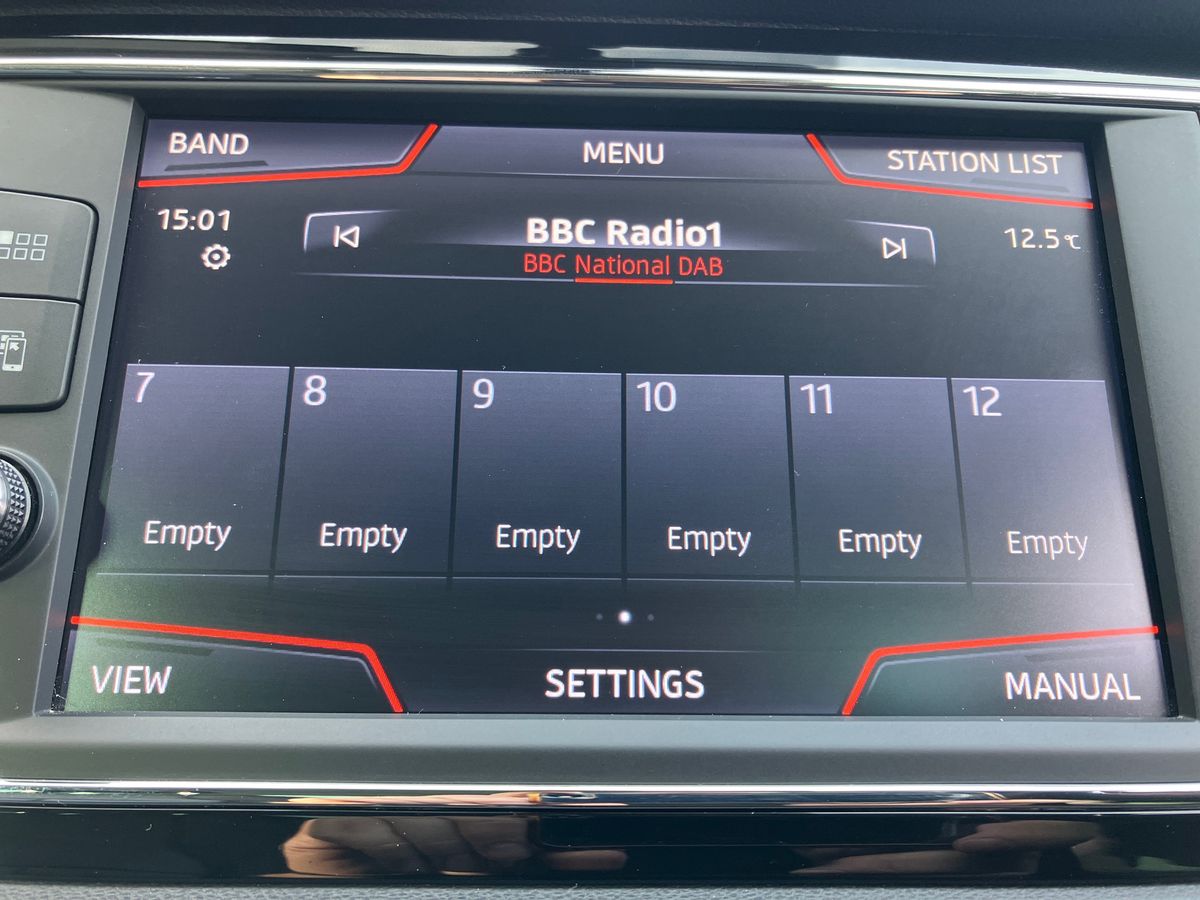 BAND MENU STATION LIST
15:01 BBC Radio1 12.5 °C
BBC National DAB
7 8 9 10 11 12
Empty Empty Empty Empty Empty Empty
VIEW SETTINGS MANUAL